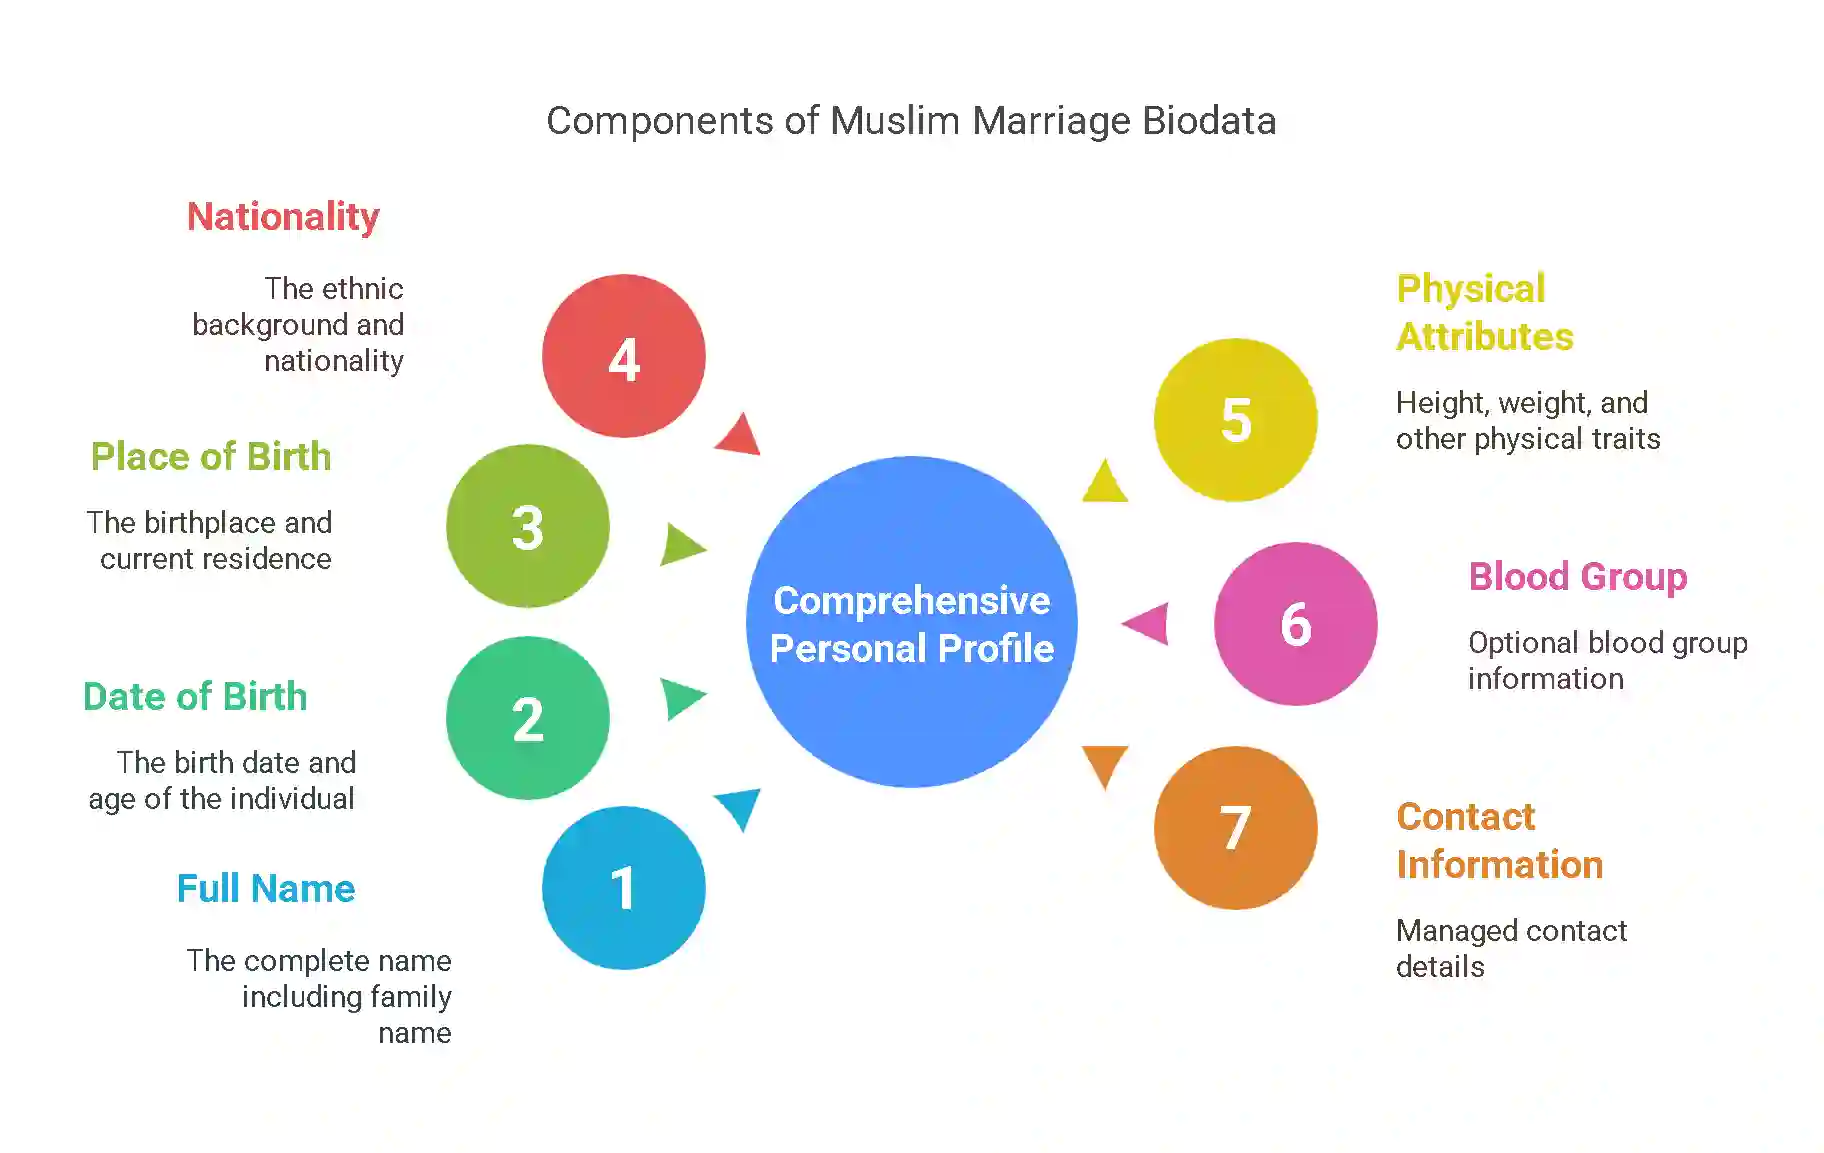 Components of Muslim Marriage Biodata
Nationality
The ethnic
background and
nationality
4
Place of Birth
The birthplace and
current residence
3
Date of Birth
The birth date and
age of the individual
2
Full Name
The complete name
including family
name
1
Comprehensive
Personal Profile
5
Physical
Attributes
Height, weight, and
other physical traits
6
Blood Group
Optional blood group
information
7
Contact
Information
Managed contact
details